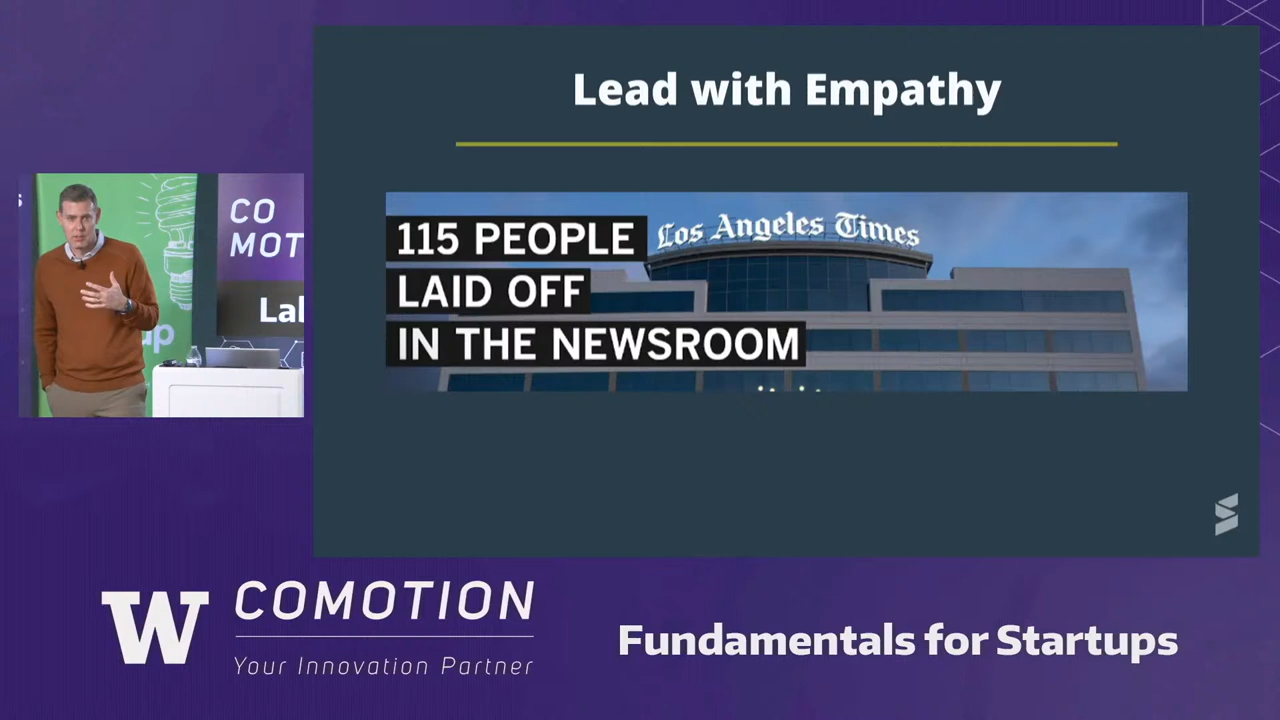 Lead with Empathy
115 PEOPLE
LAID OFF
IN THE NEWSROOM
Los Angeles Times
CO
MOT
Lal
up
s
W
COMOTION
Your Innovation Partner
Fundamentals for Startups